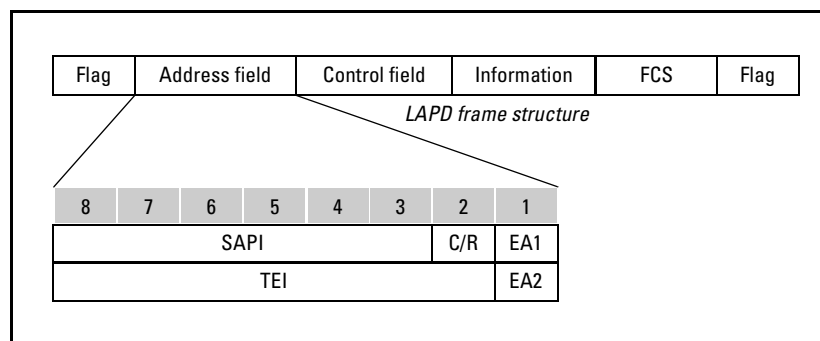 Flag Address field Control field Information FCS Flag
LAPD frame structure
8 7 6 5 4 3 2 1
SAPI C/R EA1
TEI EA2